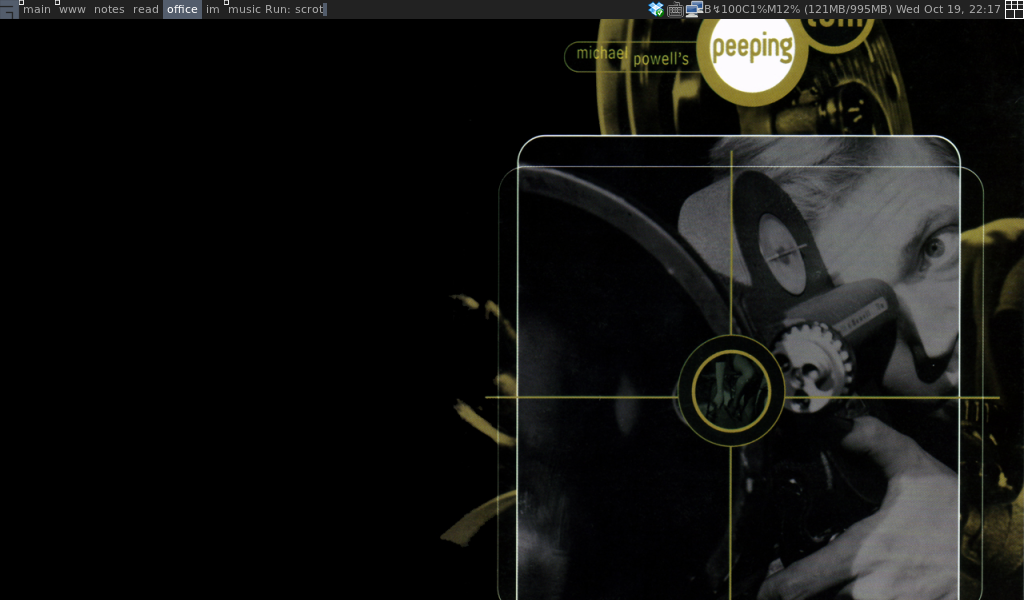 main www notes read office im music Run: scrot B↯100C1%M12% (121MB/995MB) Wed Oct 19, 22:17
tom
michael powell's peeping